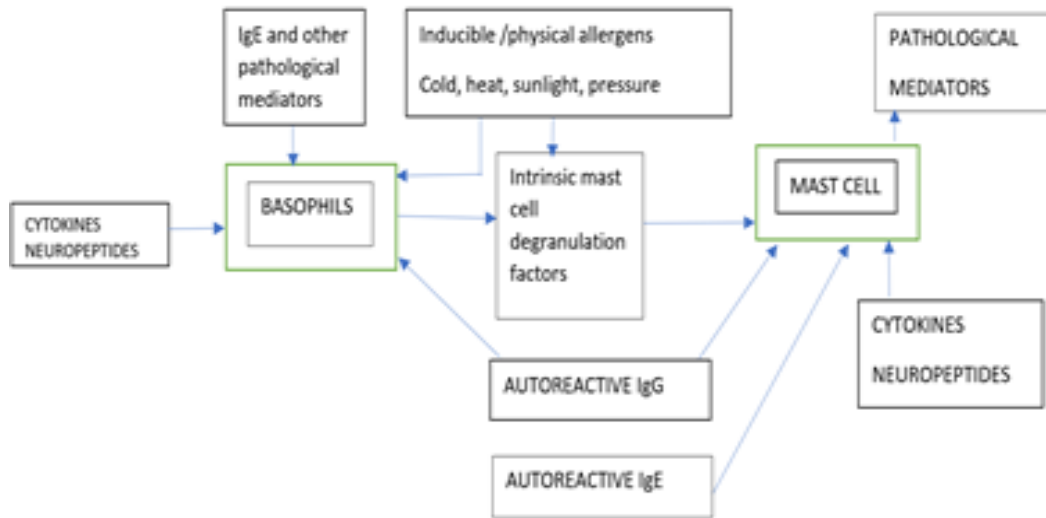 IgE and other
pathological
mediators
Inducible /physical allergens
Cold, heat, sunlight, pressure
PATHOLOGICAL
MEDIATORS
CYTOKINES
NEUROPEPTIDES
BASOPHILS
Intrinsic mast
cell
degranulation
factors
MAST CELL
CYTOKINES
NEUROPEPTIDES
AUTOREACTIVE IgG
AUTOREACTIVE IgE